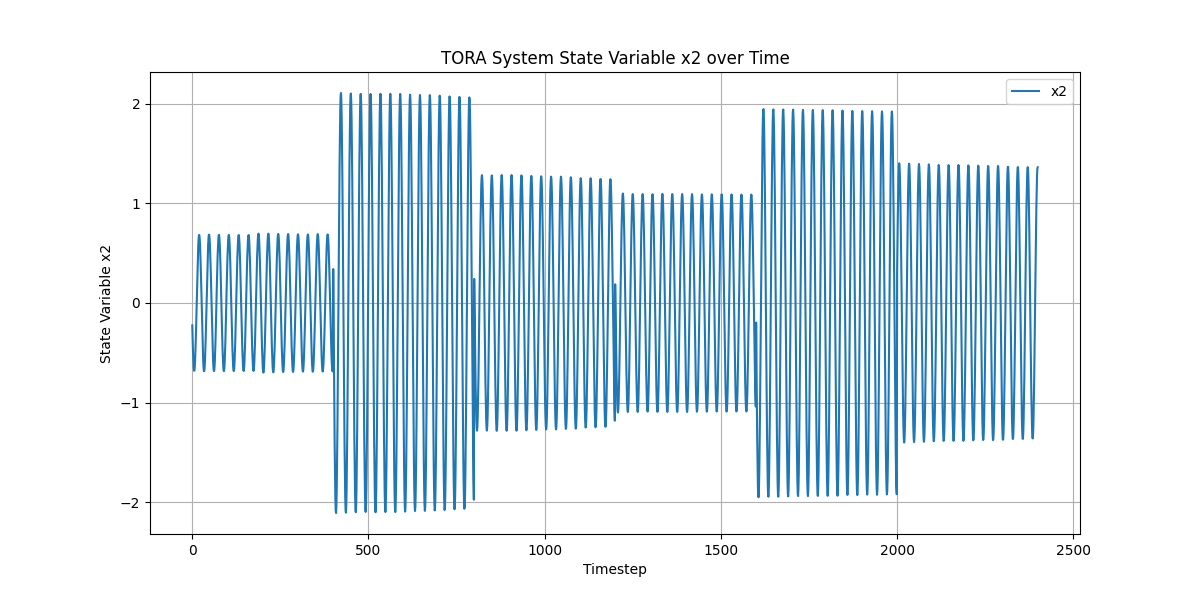 TORA System State Variable x2 over Time
x2
2
1
0
−1
−2
State Variable x2
0
500
1000
1500
2000
2500
Timestep